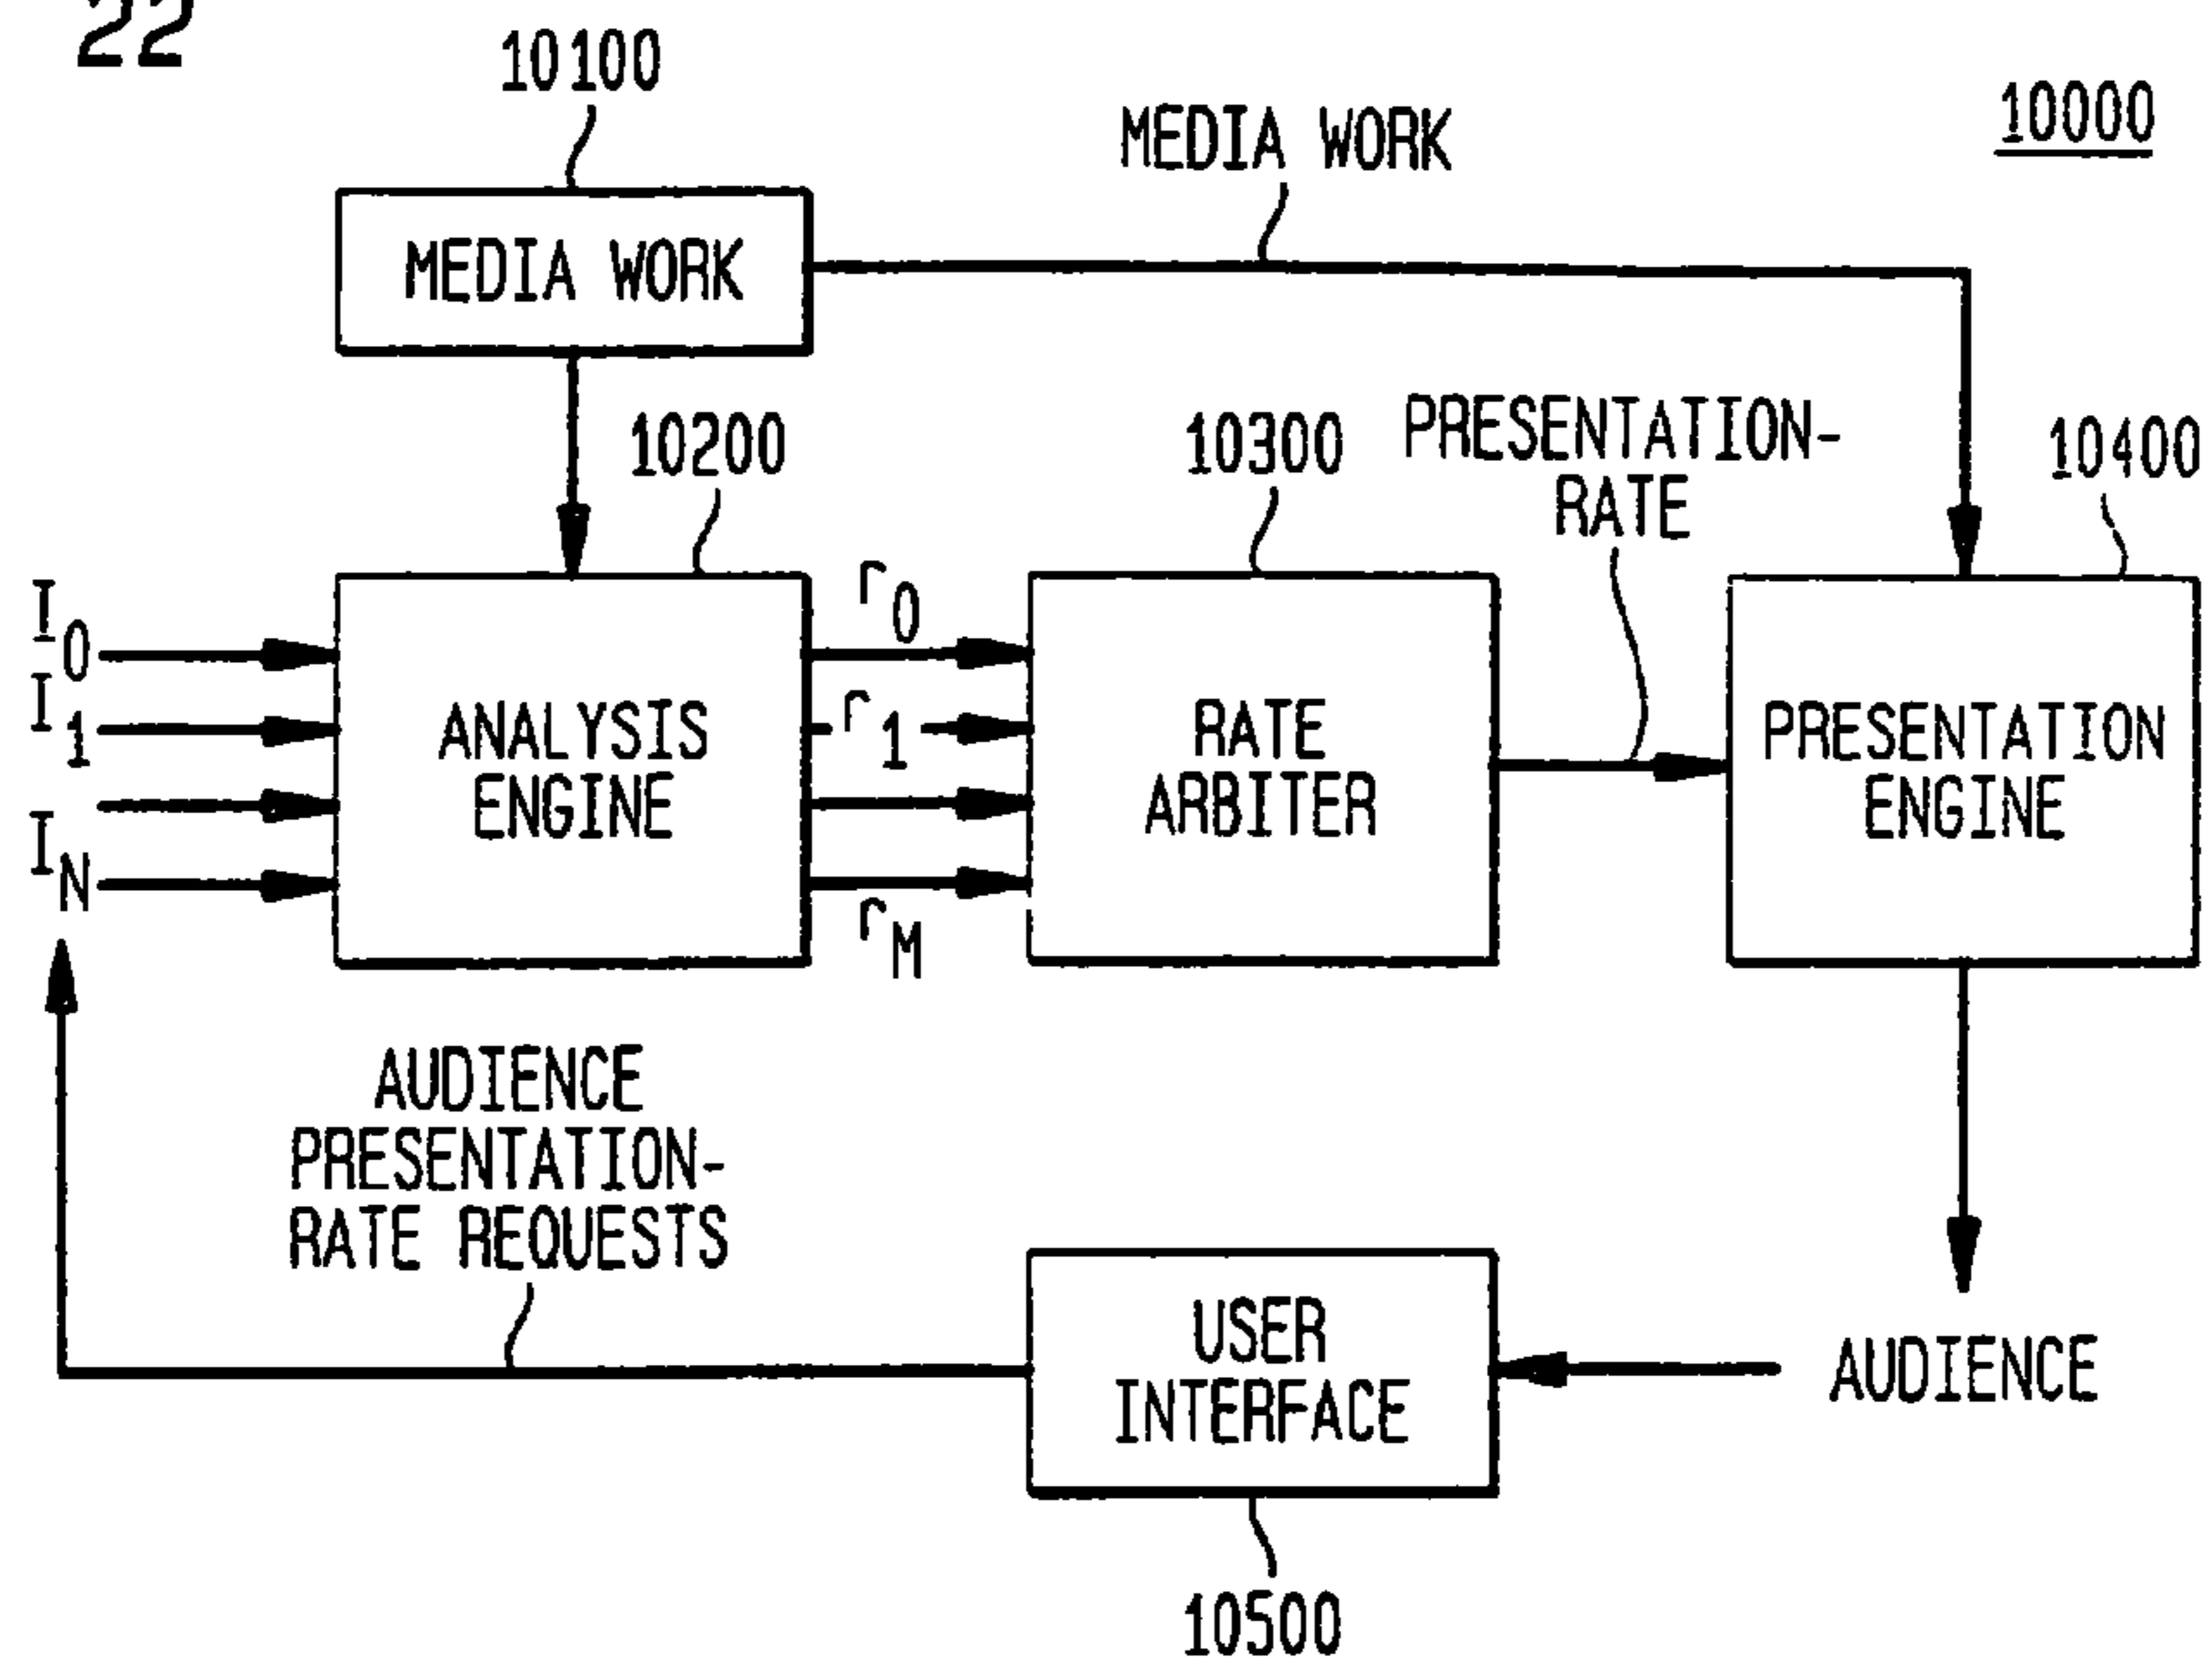 22
10100
10000
MEDIA WORK
MEDIA WORK
10200
10300
PRESENTATION-
RATE
10400
I0
I1
IN
ANALYSIS
ENGINE
r0
r1
rM
RATE
ARBITER
PRESENTATION
ENGINE
AUDIENCE
PRESENTATION-
RATE REQUESTS
USER
INTERFACE
AUDIENCE
10500